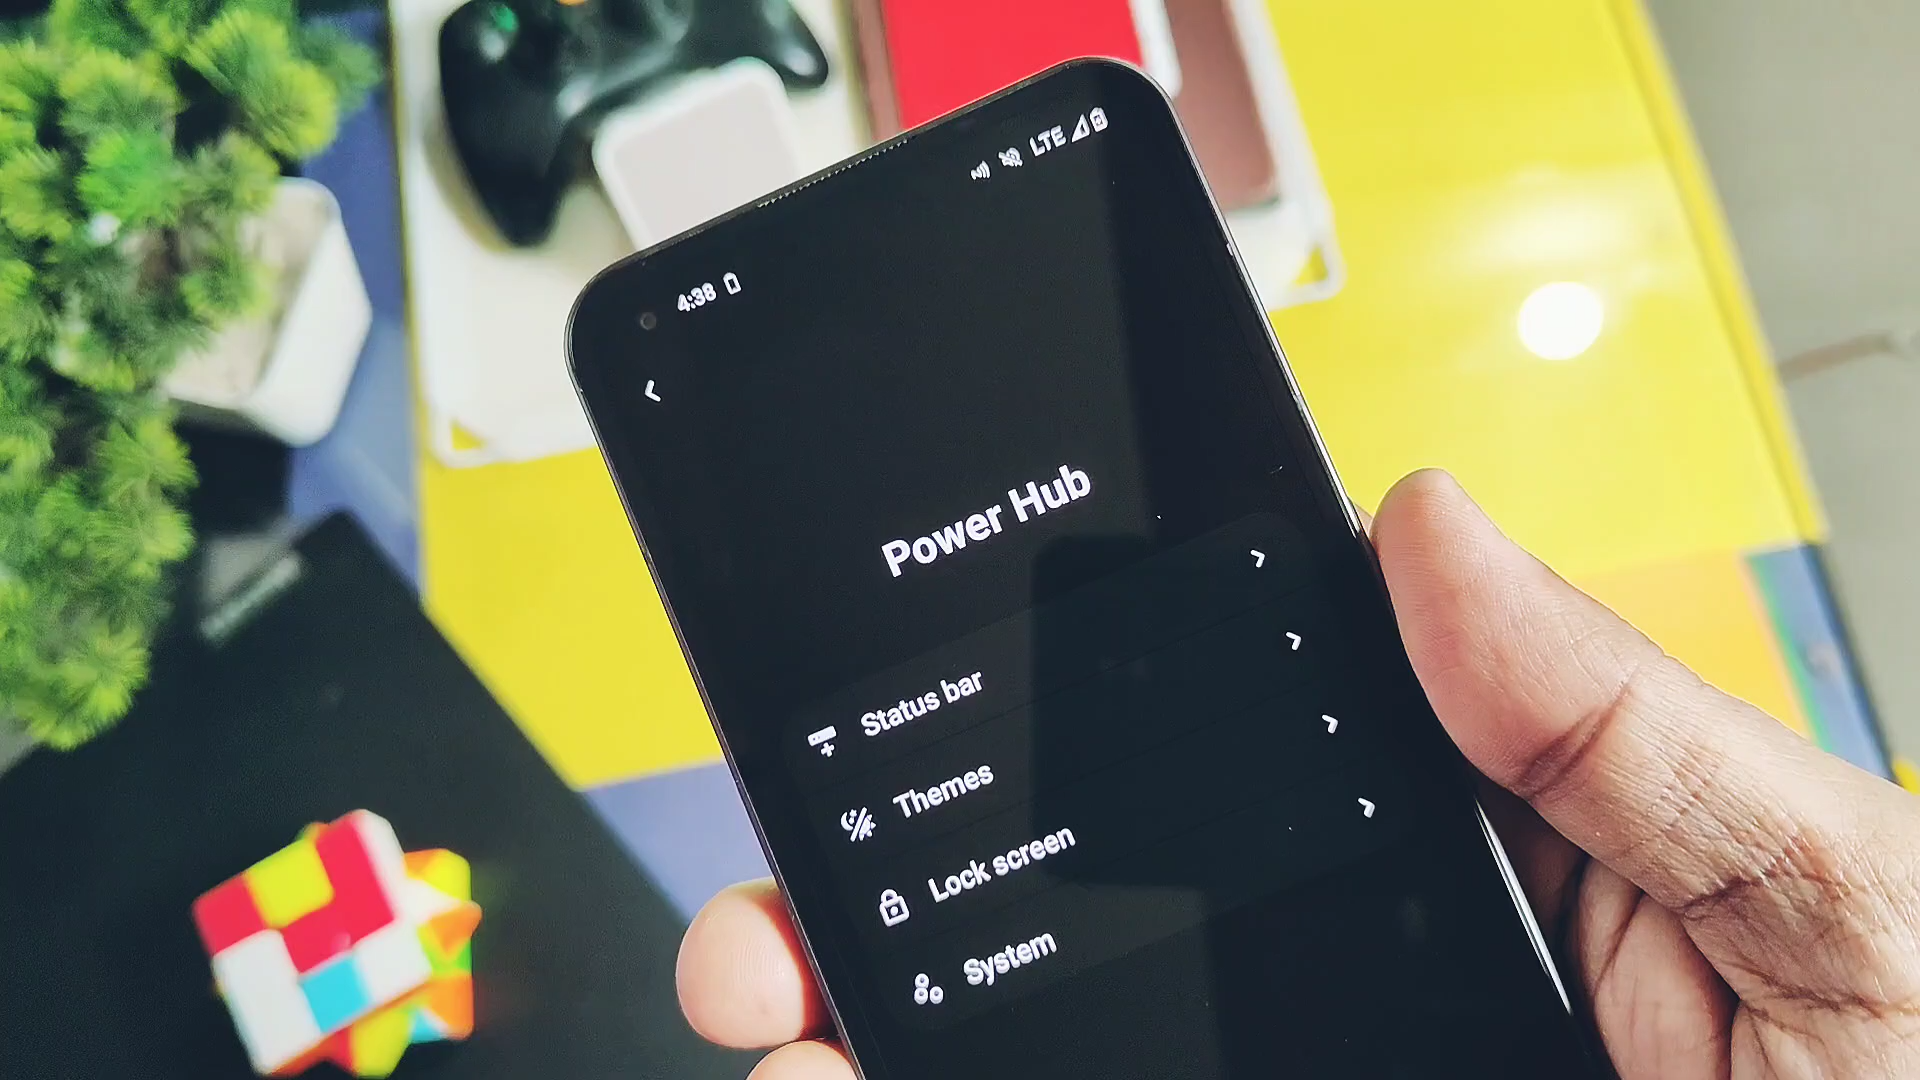 LTE
4:38
Power Hub
Status bar
Themes
Lock screen
System